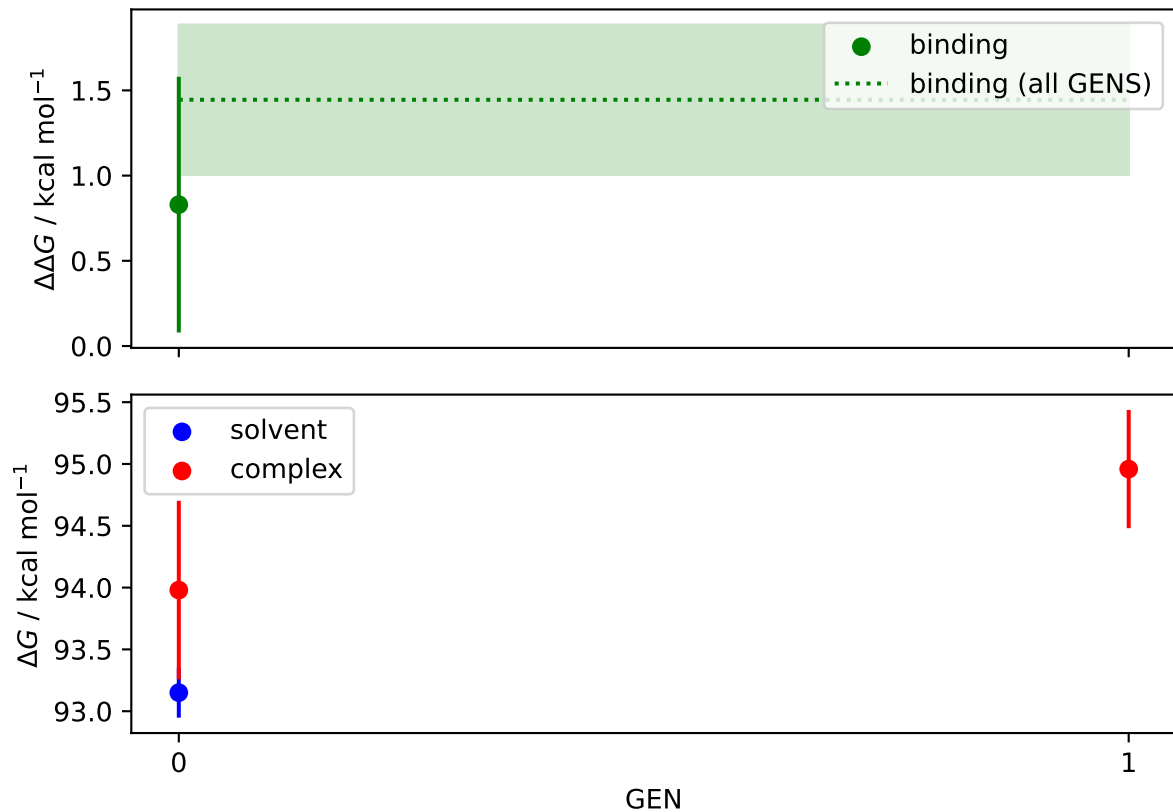 ΔΔG / kcal mol⁻¹
1.5
1.0
0.5
0.0
binding
binding (all GENS)
ΔG / kcal mol⁻¹
95.5
95.0
94.5
94.0
93.5
93.0
solvent
complex
0
1
GEN